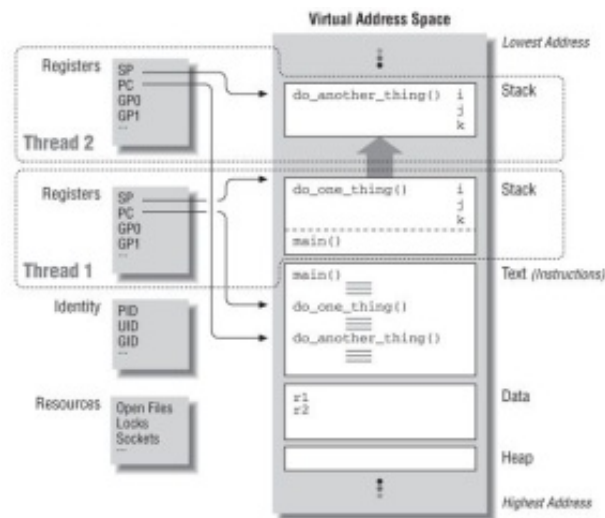 Virtual Address Space
Lowest Address
Registers
SP
PC
GP0
GP1
...
Thread 2
do_another_thing() i
j
k
Stack
Registers
SP
PC
GP0
GP1
...
Thread 1
do_one_thing() i
j
k
main()
Stack
Identity
PID
UID
GID
...
main()
do_one_thing()
do_another_thing()
Text (Instructions)
Resources
Open Files
Locks
Sockets
...
r1
r2
Data
Heap
Highest Address